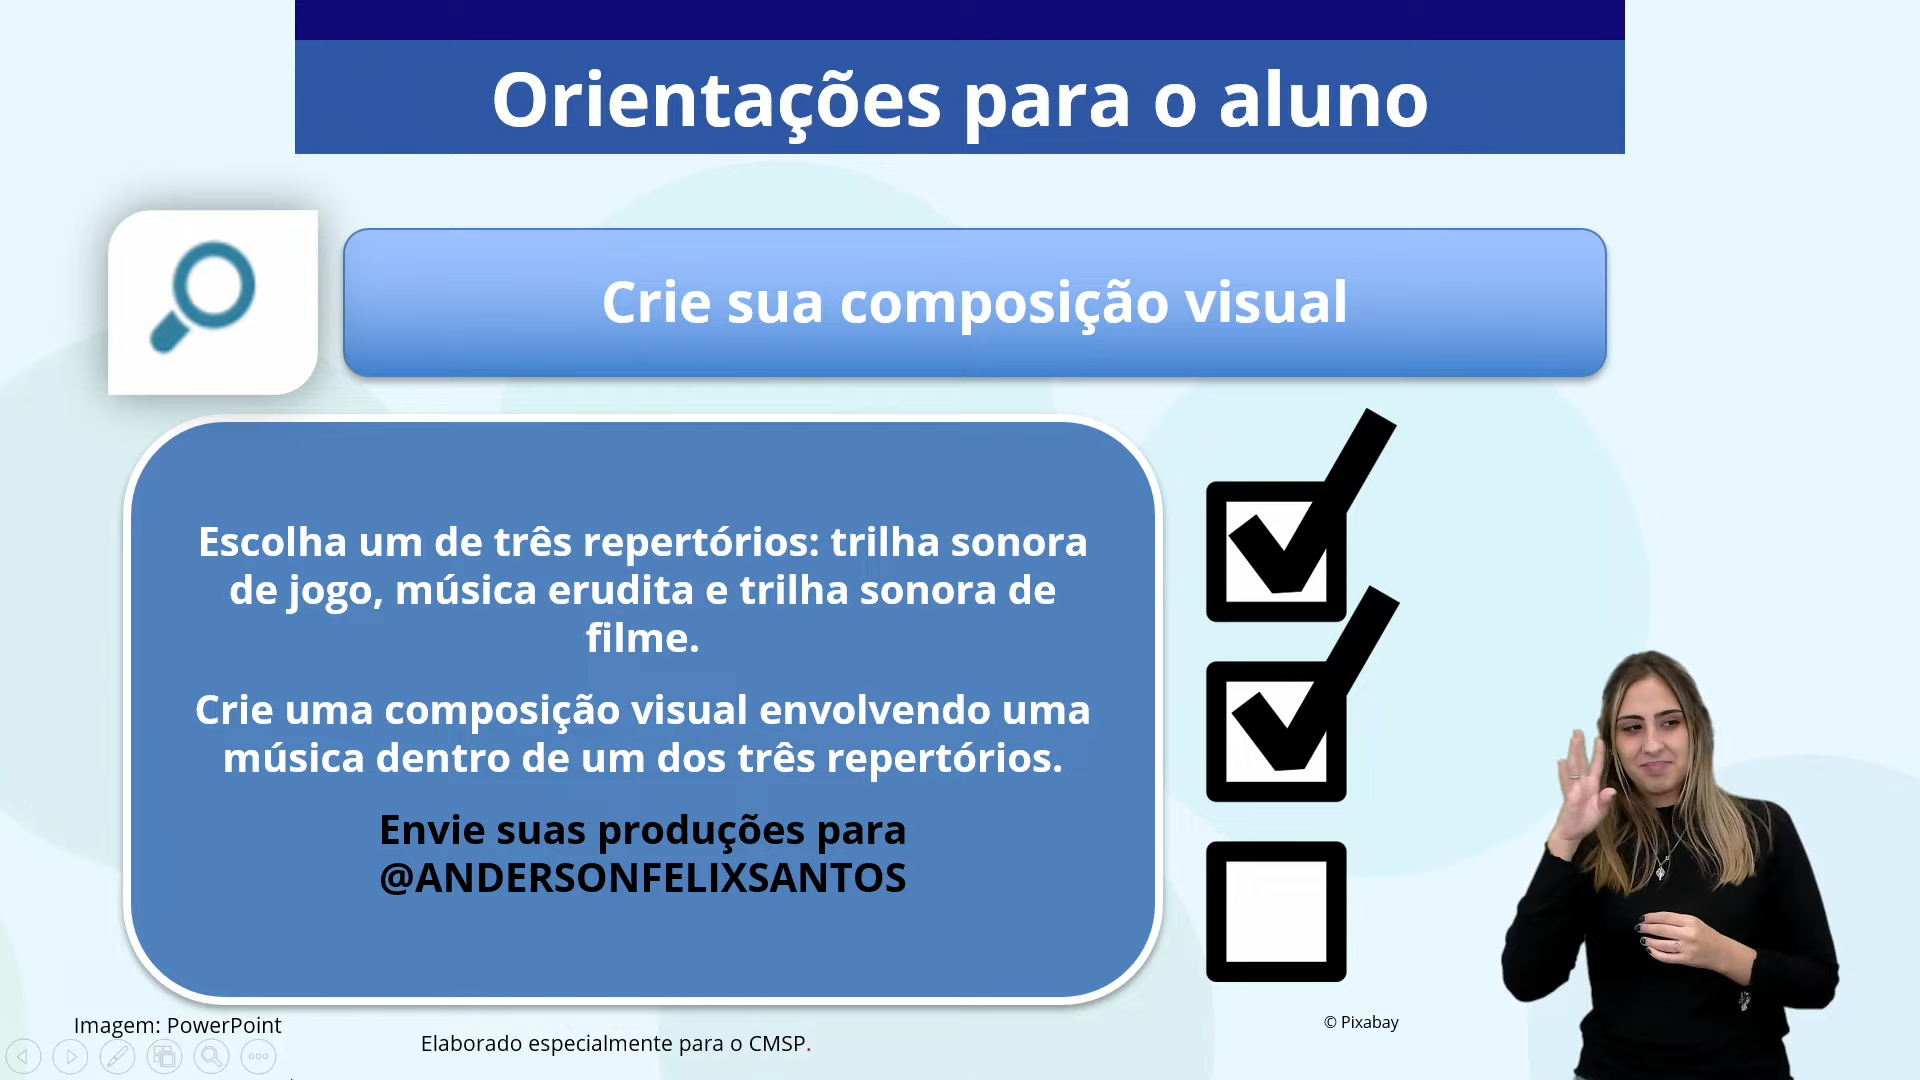 Orientações para o aluno
Crie sua composição visual
Escolha um de três repertórios: trilha sonora
de jogo, música erudita e trilha sonora de
filme.
Crie uma composição visual envolvendo uma
música dentro de um dos três repertórios.
Envie suas produções para
@ANDERSONFELIXSANTOS
Imagem: PowerPoint
Elaborado especialmente para o CMSP.
© Pixabay